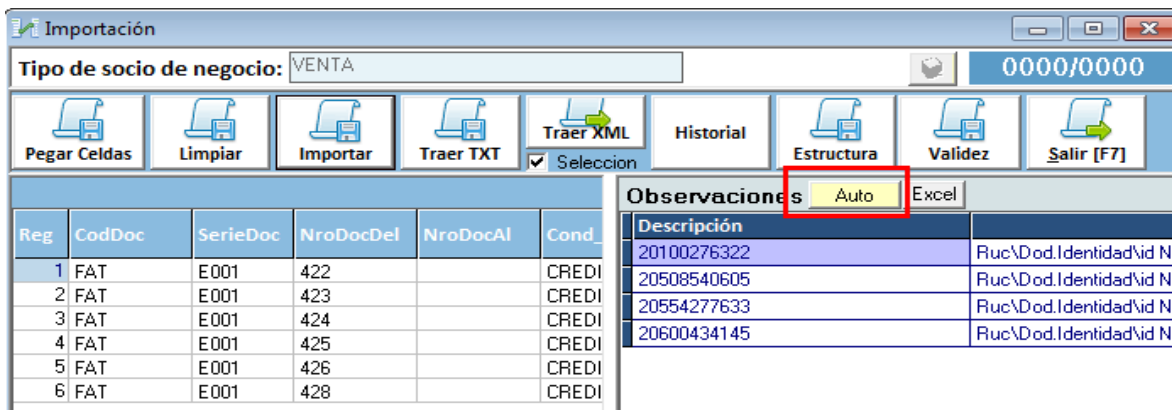 Importación
Tipo de socio de negocio: VENTA 0000/0000
Pegar Celdas Limpiar Importar Traer TXT Traer XML Historial Estructura Validez Salir [F7]
Seleccion
Observaciones Auto Excel
Reg CodDoc SerieDoc NroDocDel NroDocAl Cond_
1 FAT E001 422 CREDI
2 FAT E001 423 CREDI
3 FAT E001 424 CREDI
4 FAT E001 425 CREDI
5 FAT E001 426 CREDI
6 FAT E001 428 CREDI
Descripción
20100276322 Ruc\Dod.Identidad\id N
20508540605 Ruc\Dod.Identidad\id N
20554277633 Ruc\Dod.Identidad\id N
20600434145 Ruc\Dod.Identidad\id N